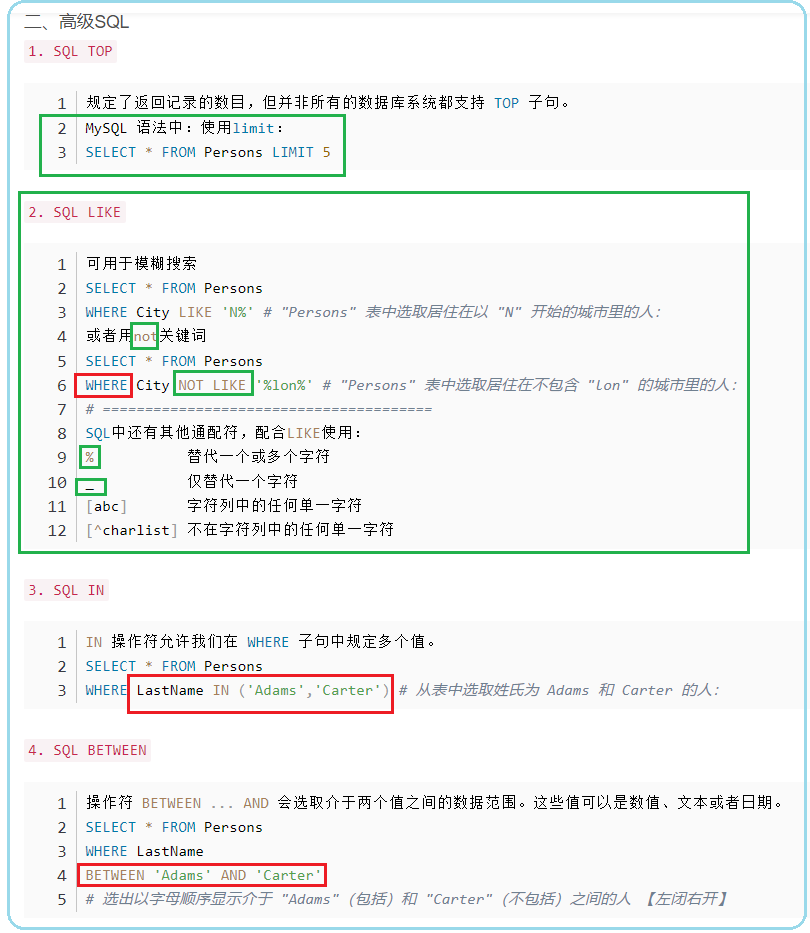 二、高级SQL
1. SQL TOP
1 规定了返回记录的数目，但并非所有的数据库系统都支持 TOP 子句。
2 MySQL 语法中：使用limit：
3 SELECT * FROM Persons LIMIT 5
2. SQL LIKE
1 可用于模糊搜索
2 SELECT * FROM Persons
3 WHERE City LIKE 'N%' # "Persons" 表中选取居住在以 "N" 开始的城市里的人：
4 或者用not关键词
5 SELECT * FROM Persons
6 WHERE City NOT LIKE '%lon%' # "Persons" 表中选取居住在不包含 "lon" 的城市里的人：
7 # =======================================
8 SQL中还有其他通配符，配合LIKE使用：
9 % 替代一个或多个字符
10 _ 仅替代一个字符
11 [abc] 字符列中的任何单一字符
12 [^charlist] 不在字符列中的任何单一字符
3. SQL IN
1 IN 操作符允许我们在 WHERE 子句中规定多个值。
2 SELECT * FROM Persons
3 WHERE LastName IN ('Adams','Carter') # 从表中选取姓氏为 Adams 和 Carter 的人：
4. SQL BETWEEN
1 操作符 BETWEEN ... AND 会选取介于两个值之间的数据范围。这些值可以是数值、文本或者日期。
2 SELECT * FROM Persons
3 WHERE LastName
4 BETWEEN 'Adams' AND 'Carter'
5 # 选出以字母顺序显示介于 "Adams"（包括）和 "Carter"（不包括）之间的人 【左闭右开】